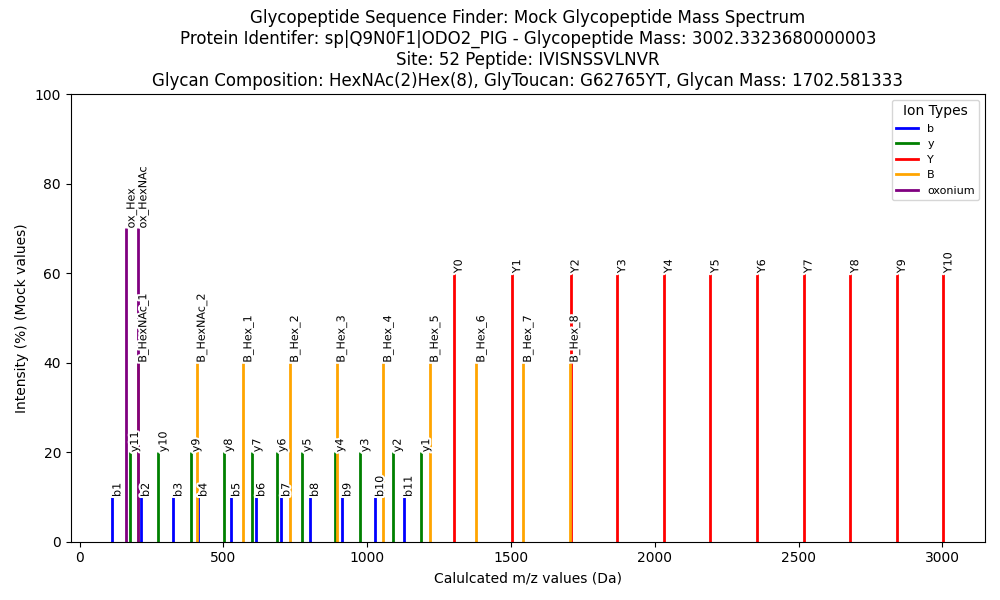 Glycopeptide Sequence Finder: Mock Glycopeptide Mass Spectrum
Protein Identifer: sp|Q9N0F1|ODO2_PIG - Glycopeptide Mass: 3002.3323680000003
Site: 52 Peptide: IVISNSSVLNVR
Glycan Composition: HexNAc(2)Hex(8), GlyToucan: G62765YT, Glycan Mass: 1702.581333
Intensity (%) (Mock values)
100
80
60
40
20
0
Ion Types
b
y
Y
B
oxonium
ox_Hex
ox_HexNAc
Y0
Y1
Y2
Y3
Y4
Y5
Y6
Y7
Y8
Y9
Y10
B_HexNAc_1
B_HexNAc_2
B_Hex_1
B_Hex_2
B_Hex_3
B_Hex_4
B_Hex_5
B_Hex_6
B_Hex_7
B_Hex_8
y11
y10
y9
y8
y7
y6
y5
y4
y3
y2
y1
b1
b2
b3
b4
b5
b6
b7
b8
b9
b10
b11
0
500
1000
1500
2000
2500
3000
Calulcated m/z values (Da)